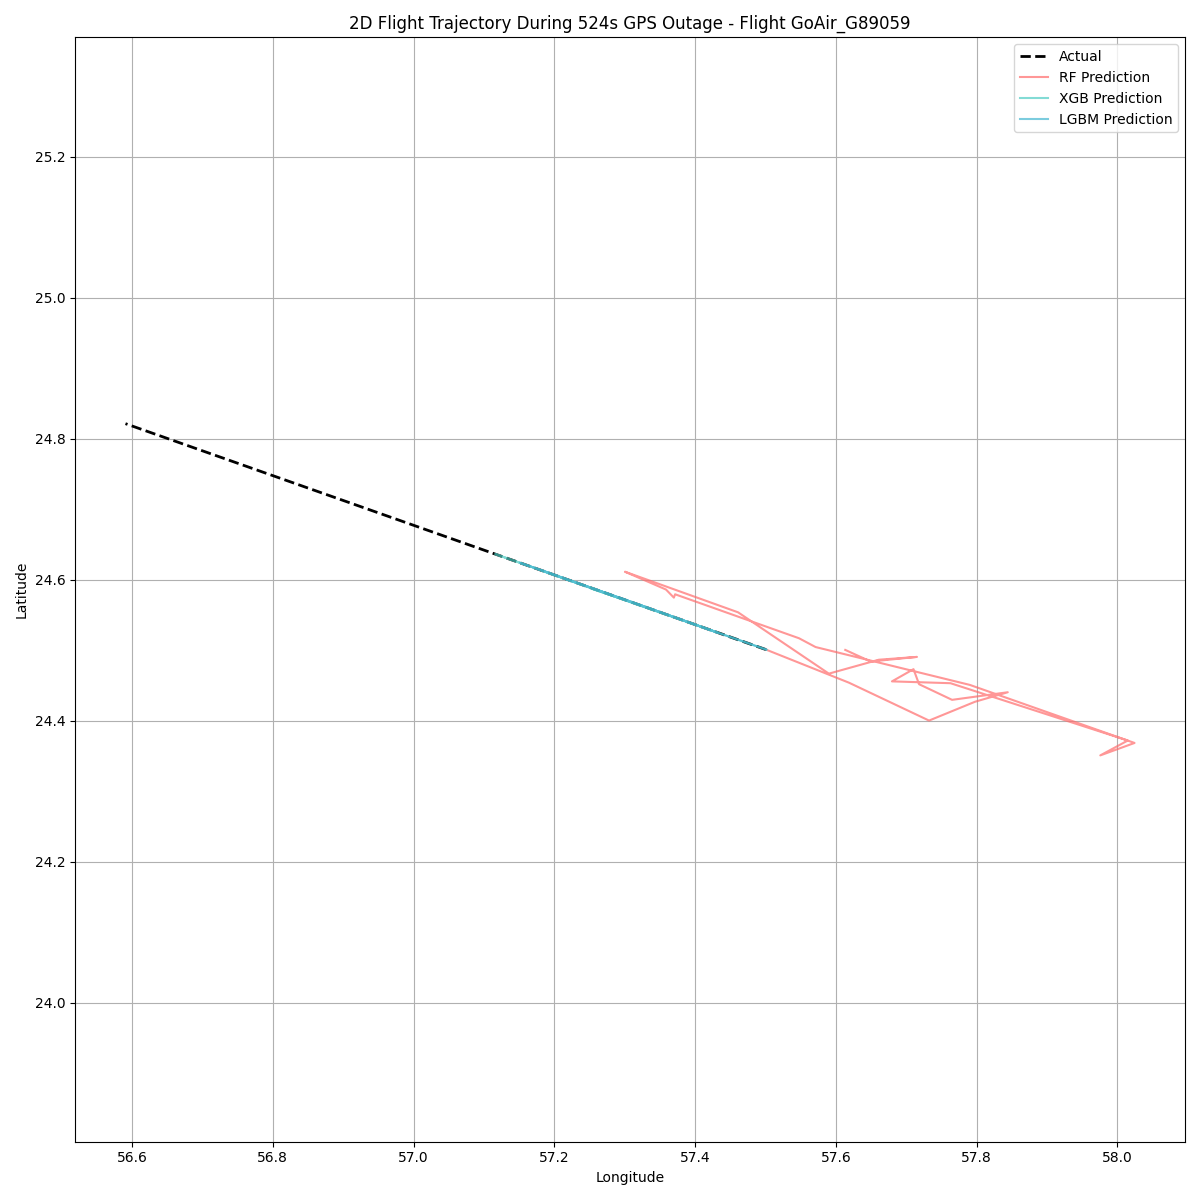 2D Flight Trajectory During 524s GPS Outage - Flight GoAir_G89059
Actual
RF Prediction
XGB Prediction
LGBM Prediction
25.2
25.0
24.8
24.6
24.4
24.2
24.0
Latitude
56.6 56.8 57.0 57.2 57.4 57.6 57.8 58.0
Longitude